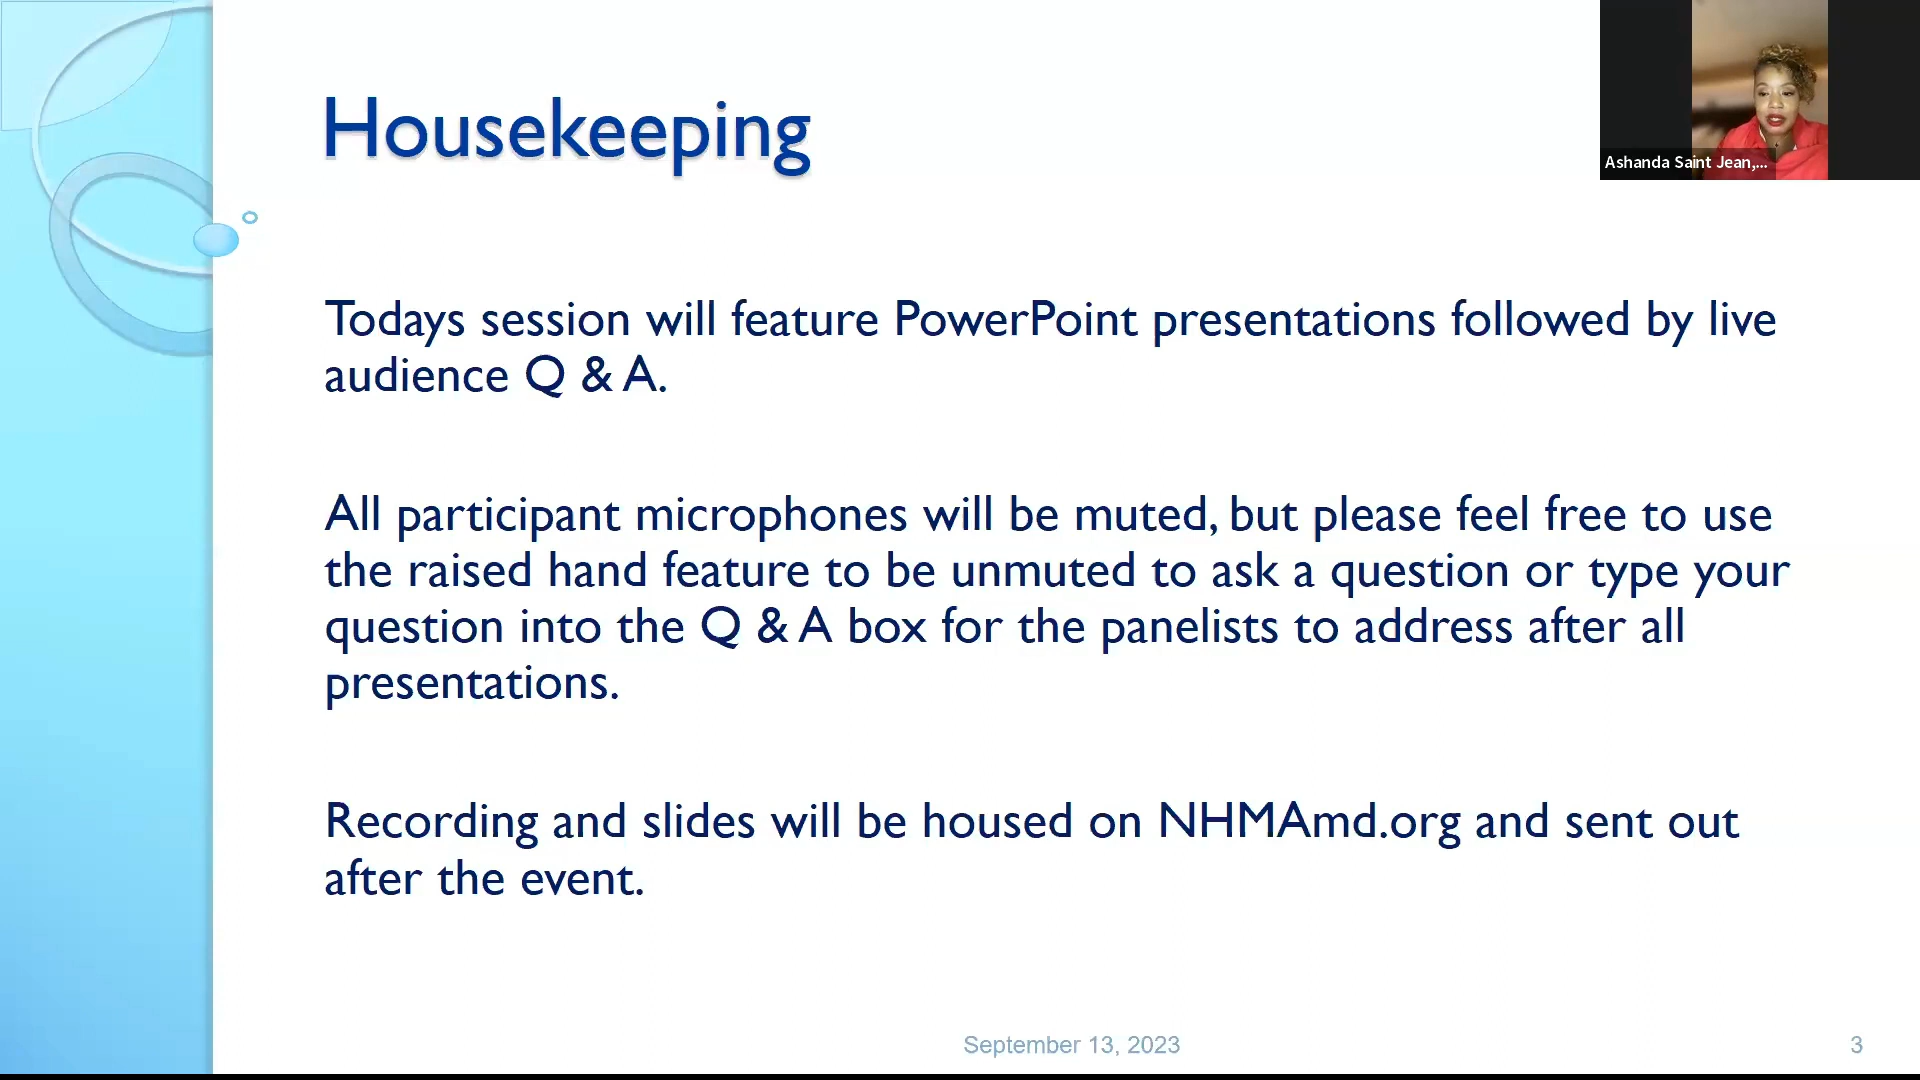 Housekeeping
Ashanda Saint Jean,...
Todays session will feature PowerPoint presentations followed by live
audience Q & A.
All participant microphones will be muted, but please feel free to use
the raised hand feature to be unmuted to ask a question or type your
question into the Q & A box for the panelists to address after all
presentations.
Recording and slides will be housed on NHMAmd.org and sent out
after the event.
September 13, 2023
3